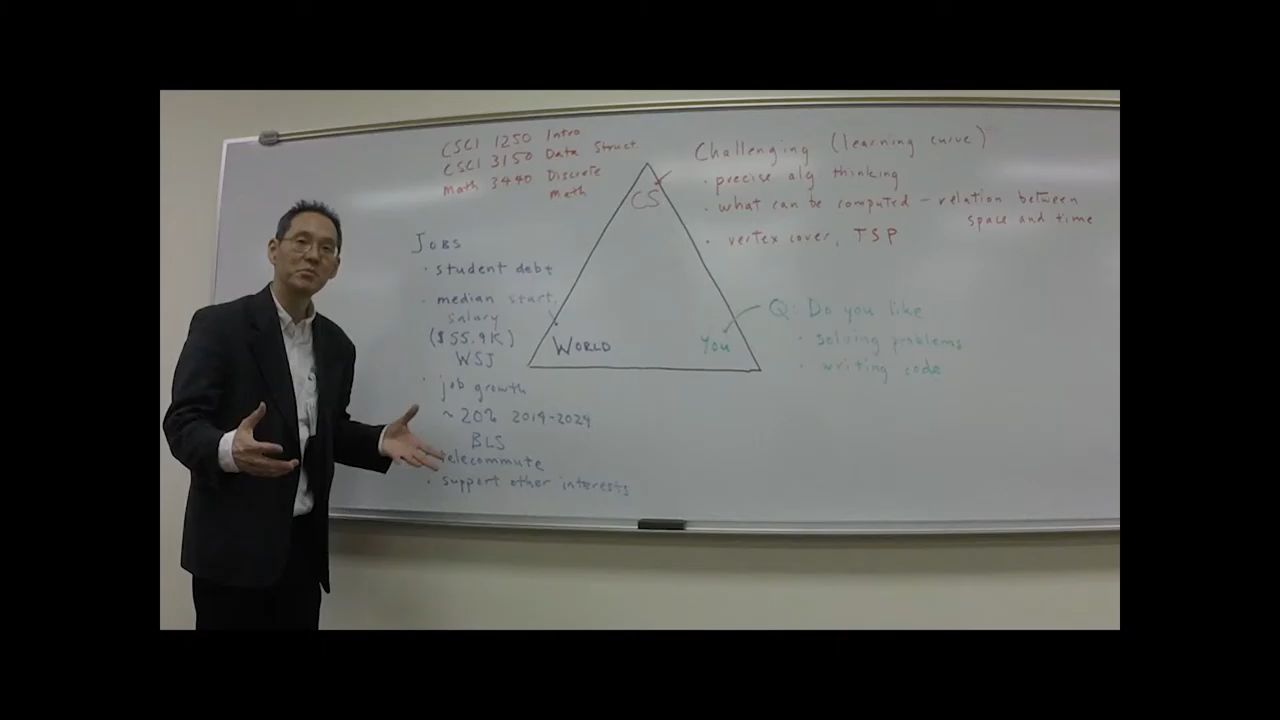 CSCI 1250 Intro
CSCI 3150 Data Struct
Math 3440 Discrete
Math
Challenging (learning curve)
• precise alg thinking
• what can be computed – relation between
space and time
• vertex cover, TSP
CS
JOBS
• student debt
• median start.
salary
($55.9K)
WSJ
• job growth
~ 20% 2014-2024
BLS
• telecommute
• support other interests
WORLD
You
Q: Do you like
• solving problems
• writing code